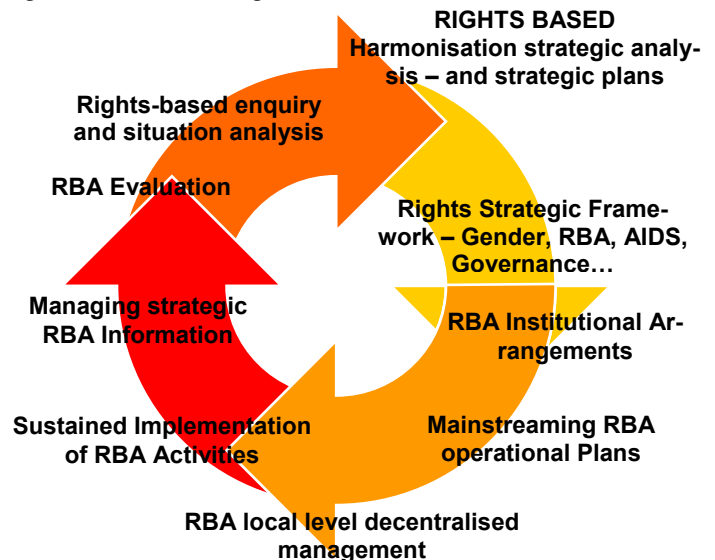 RIGHTS BASED
Harmonisation strategic analy-
sis – and strategic plans
Rights-based enquiry
and situation analysis
RBA Evaluation
Rights Strategic Frame-
work – Gender, RBA, AIDS,
Governance…
Managing strategic
RBA Information
RBA Institutional Ar-
rangements
Sustained Implementation
of RBA Activities
Mainstreaming RBA
operational Plans
RBA local level decentralised
management